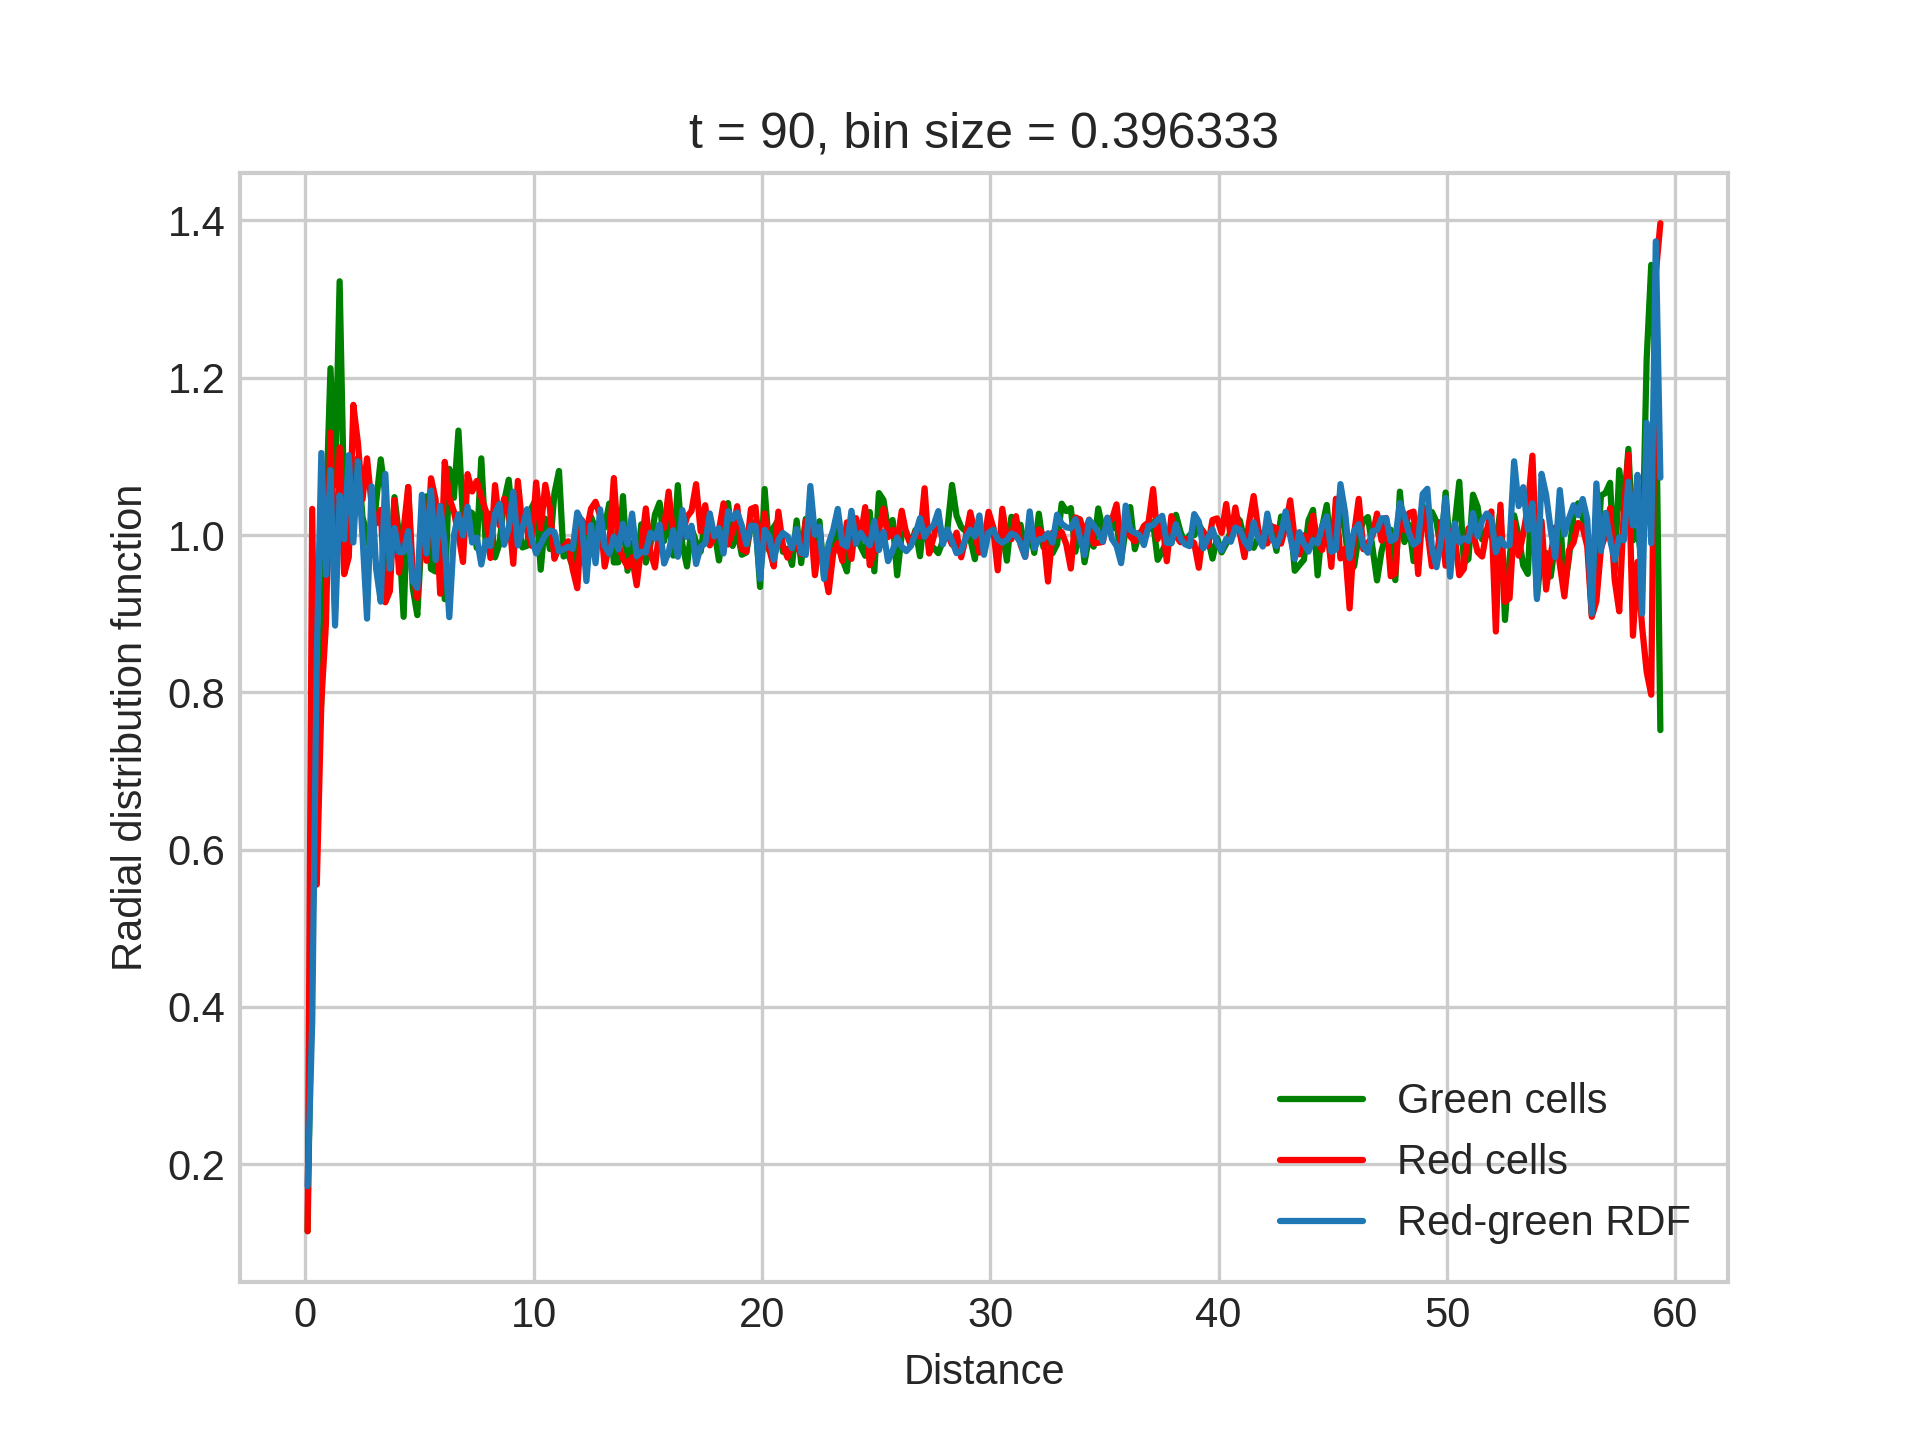 t = 90, bin size = 0.396333
Radial distribution function
1.4
1.2
1.0
0.8
0.6
0.4
0.2
Green cells
Red cells
Red-green RDF
0 10 20 30 40 50 60
Distance